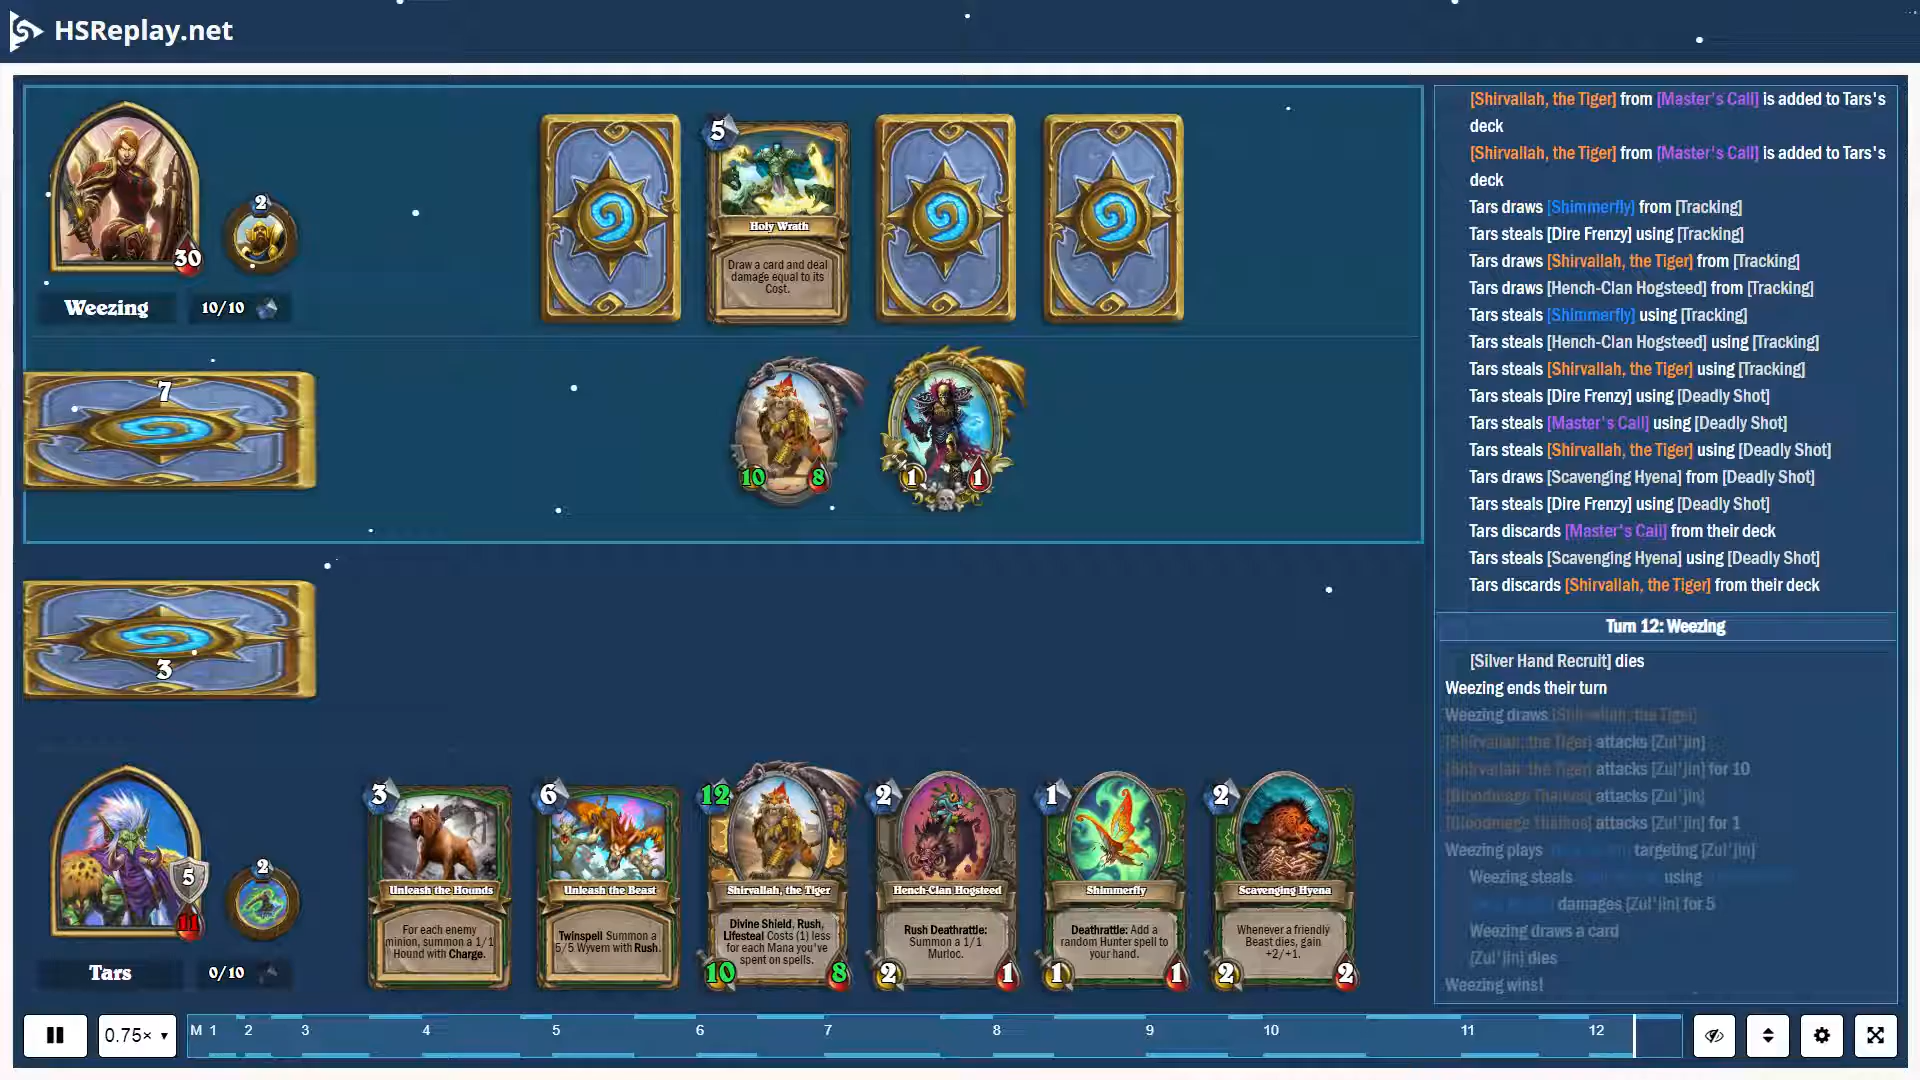 HSReplay.net
30
2
Weezing
10/10
5
Holy Wrath
Draw a card and deal
damage equal to its
Cost.
7
10
8
1
1
3
5
11
2
Tars
0/10
3
Unleash the Hounds
For each enemy
minion, summon a 1/1
Hound with Charge.
6
Unleash the Beast
Twinspell Summon a
5/5 Wyvern with Rush.
12
Shirvallah, the Tiger
Divine Shield, Rush,
Lifesteal Costs (1) less
for each Mana you've
spent on spells.
10
8
2
Hench-Clan Hogsteed
Rush Deathrattle:
Summon a 1/1
Murloc.
2
1
1
Shimmerfly
Deathrattle: Add a
random Hunter spell to
your hand.
1
1
2
Scavenging Hyena
Whenever a friendly
Beast dies, gain
+2/+1.
2
2
[Shirvallah, the Tiger] from [Master's Call] is added to Tars's
deck
[Shirvallah, the Tiger] from [Master's Call] is added to Tars's
deck
Tars draws [Shimmerfly] from [Tracking]
Tars steals [Dire Frenzy] using [Tracking]
Tars draws [Shirvallah, the Tiger] from [Tracking]
Tars draws [Hench-Clan Hogsteed] from [Tracking]
Tars steals [Shimmerfly] using [Tracking]
Tars steals [Hench-Clan Hogsteed] using [Tracking]
Tars steals [Shirvallah, the Tiger] using [Tracking]
Tars steals [Dire Frenzy] using [Deadly Shot]
Tars steals [Master's Call] using [Deadly Shot]
Tars steals [Shirvallah, the Tiger] using [Deadly Shot]
Tars draws [Scavenging Hyena] from [Deadly Shot]
Tars steals [Dire Frenzy] using [Deadly Shot]
Tars discards [Master's Call] from their deck
Tars steals [Scavenging Hyena] using [Deadly Shot]
Tars discards [Shirvallah, the Tiger] from their deck
Turn 12: Weezing
[Silver Hand Recruit] dies
Weezing ends their turn
Weezing draws [Shirvallah, the Tiger]
[Shirvallah, the Tiger] attacks [Zul'jin]
[Shirvallah, the Tiger] attacks [Zul'jin] for 10
[Bloodmage Thalnos] attacks [Zul'jin]
[Bloodmage Thalnos] attacks [Zul'jin] for 1
Weezing plays targeting [Zul'jin]
Weezing steals using
damages [Zul'jin] for 5
Weezing draws a card
[Zul'jin] dies
Weezing wins!
0.75×
M 1 2 3 4 5 6 7 8 9 10 11 12